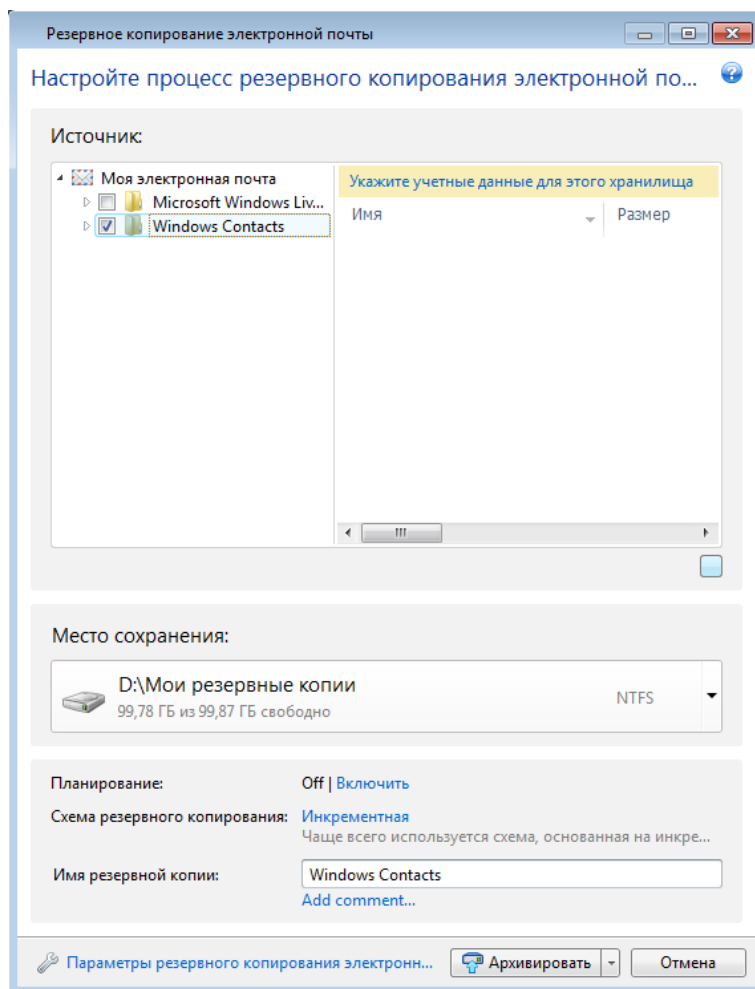 Резервное копирование электронной почты
Настройте процесс резервного копирования электронной по...
Источник:
Моя электронная почта
Microsoft Windows Liv...
Windows Contacts
Укажите учетные данные для этого хранилища
Имя Размер
Место сохранения:
D:\Мои резервные копии
99,78 ГБ из 99,87 ГБ свободно
NTFS
Планирование: Off | Включить
Схема резервного копирования: Инкрементная
Чаще всего используется схема, основанная на инкре...
Имя резервной копии: Windows Contacts
Add comment...
Параметры резервного копирования электронн... Архивировать Отмена